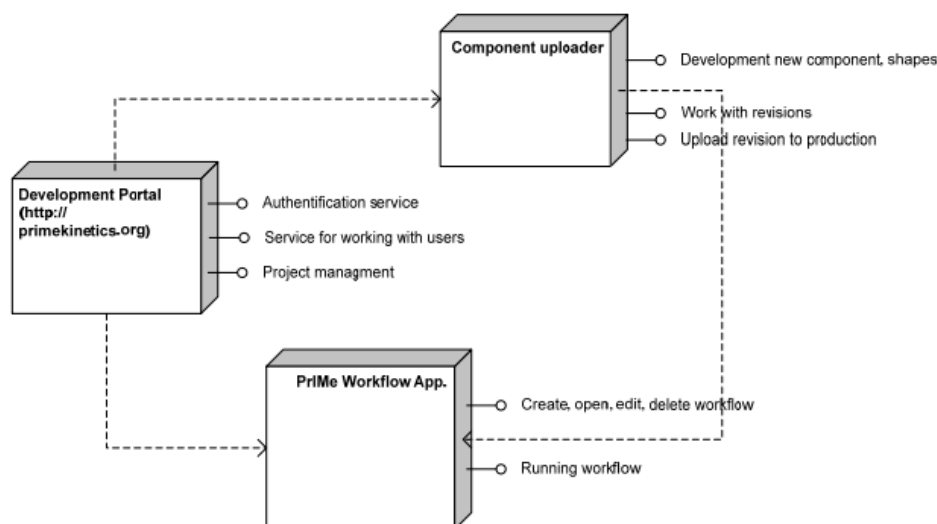 Component uploader
Development new component, shapes
Work with revisions
Upload revision to production
Development Portal
(http://
primekinetics.org)
Authentification service
Service for working with users
Project managment
PrIMe Workflow App.
Create, open, edit, delete workflow
Running workflow